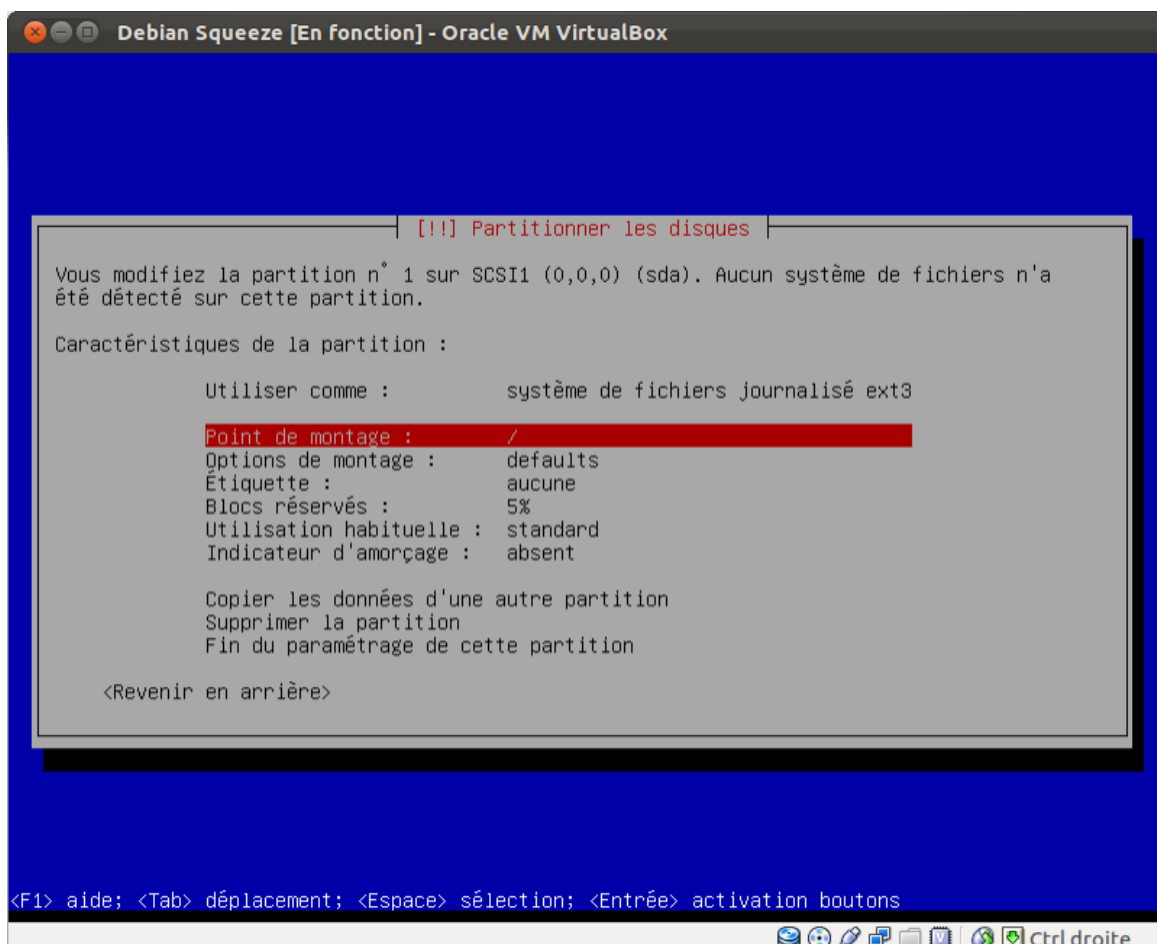 Debian Squeeze [En fonction] - Oracle VM VirtualBox
[!!] Partitionner les disques
Vous modifiez la partition n° 1 sur SCSI1 (0,0,0) (sda). Aucun système de fichiers n'a
été détecté sur cette partition.
Caractéristiques de la partition :
Utiliser comme : système de fichiers journalisé ext3
Point de montage : /
Options de montage : defaults
Étiquette : aucune
Blocs réservés : 5%
Utilisation habituelle : standard
Indicateur d'amorçage : absent
Copier les données d'une autre partition
Supprimer la partition
Fin du paramétrage de cette partition
<Revenir en arrière>
<F1> aide; <Tab> déplacement; <Espace> sélection; <Entrée> activation boutons
Ctrl droite